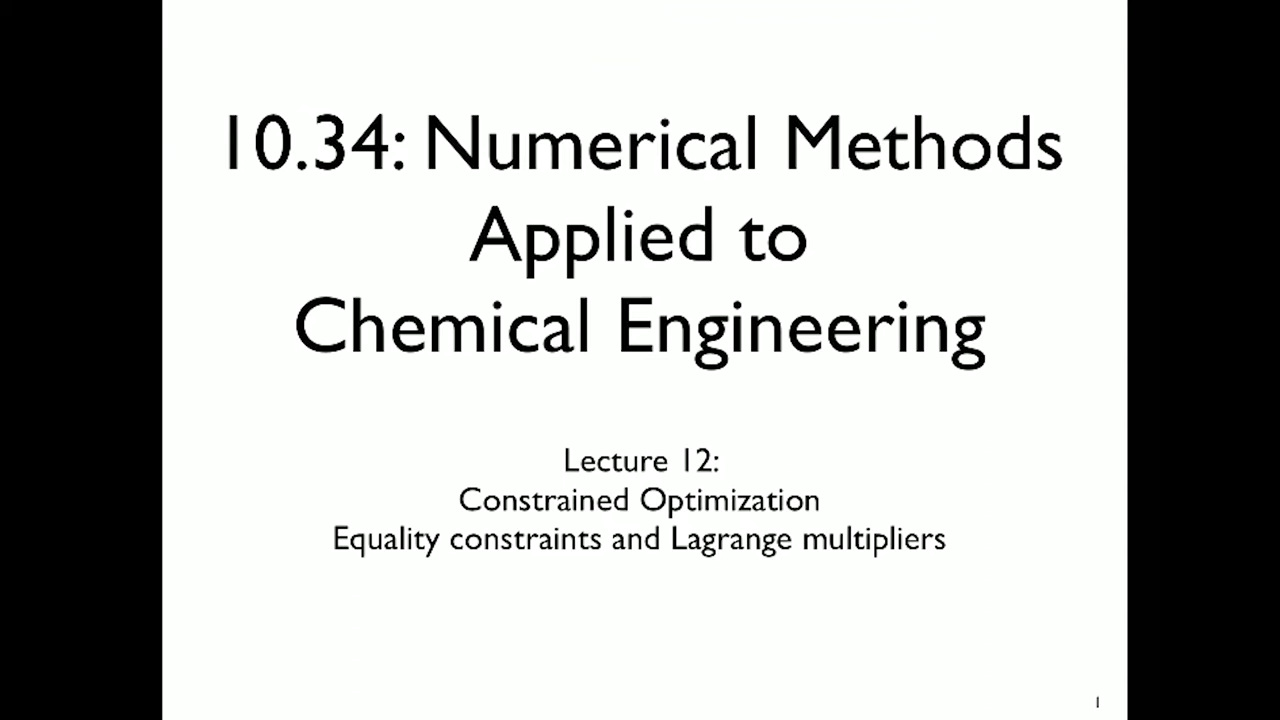 10.34: Numerical Methods
Applied to
Chemical Engineering
Lecture 12:
Constrained Optimization
Equality constraints and Lagrange multipliers
1